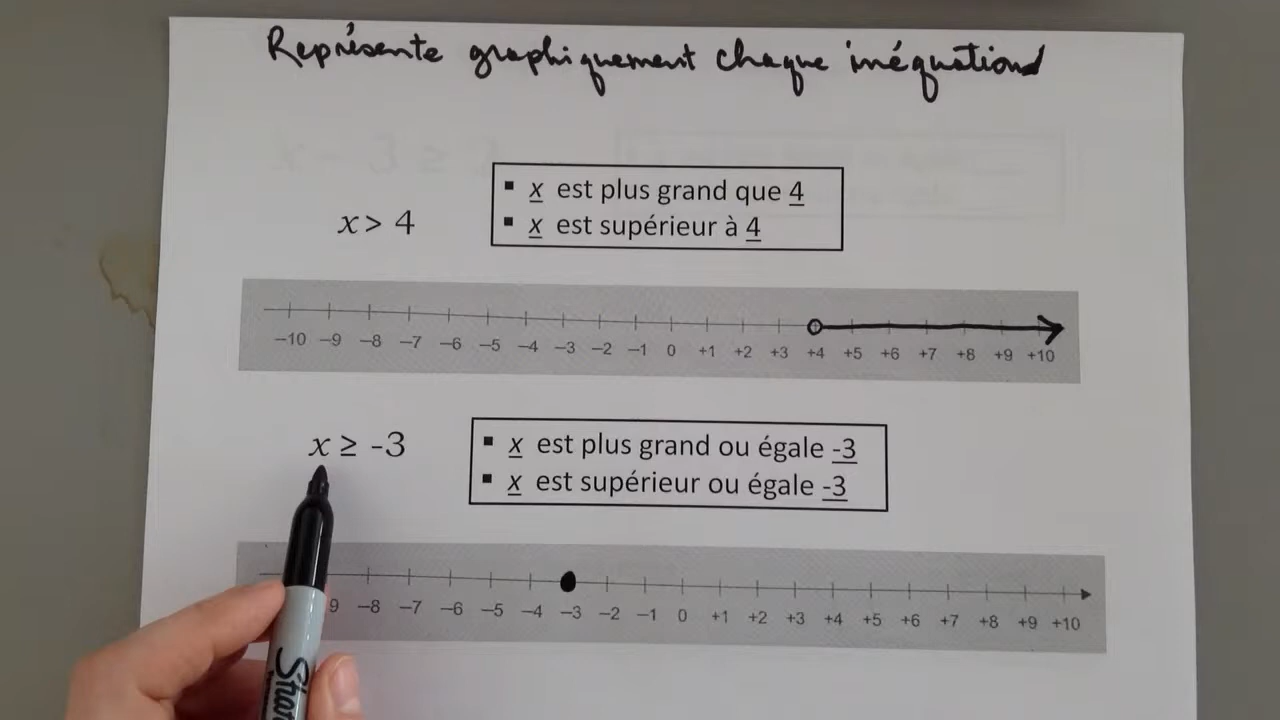 Représente graphiquement chaque inéquation
x > 4
▪ x est plus grand que 4
▪ x est supérieur à 4
–10 –9 –8 –7 –6 –5 –4 –3 –2 –1 0 +1 +2 +3 +4 +5 +6 +7 +8 +9 +10
x ≥ -3
▪ x est plus grand ou égale -3
▪ x est supérieur ou égale -3
9 –8 –7 –6 –5 –4 –3 –2 –1 0 +1 +2 +3 +4 +5 +6 +7 +8 +9 +10